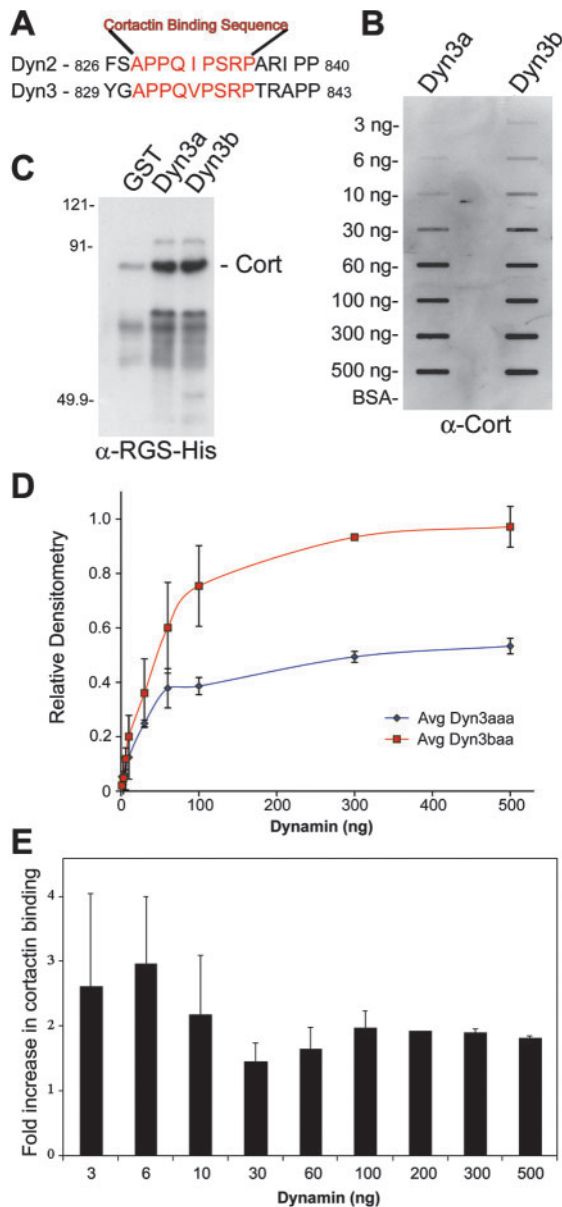 A
Cortactin Binding Sequence
Dyn2 - 826 FSAPPQIPSRPARIPP 840
Dyn3 - 829 YGAPPQVPSRPTRAPP 843
B
Dyn3a
Dyn3b
3 ng-
6 ng-
10 ng-
30 ng-
60 ng-
100 ng-
300 ng-
500 ng-
BSA-
α-Cort
C
GST
Dyn3a
Dyn3b
121-
91-
- Cort
49.9-
α-RGS-His
D
Relative Densitometry
1.0
0.8
0.6
0.4
0.2
0
0
100
200
300
400
500
Avg Dyn3aaa
Avg Dyn3baa
Dynamin (ng)
E
Fold increase in cortactin binding
4
3
2
1
0
3
6
10
30
60
100
200
300
500
Dynamin (ng)